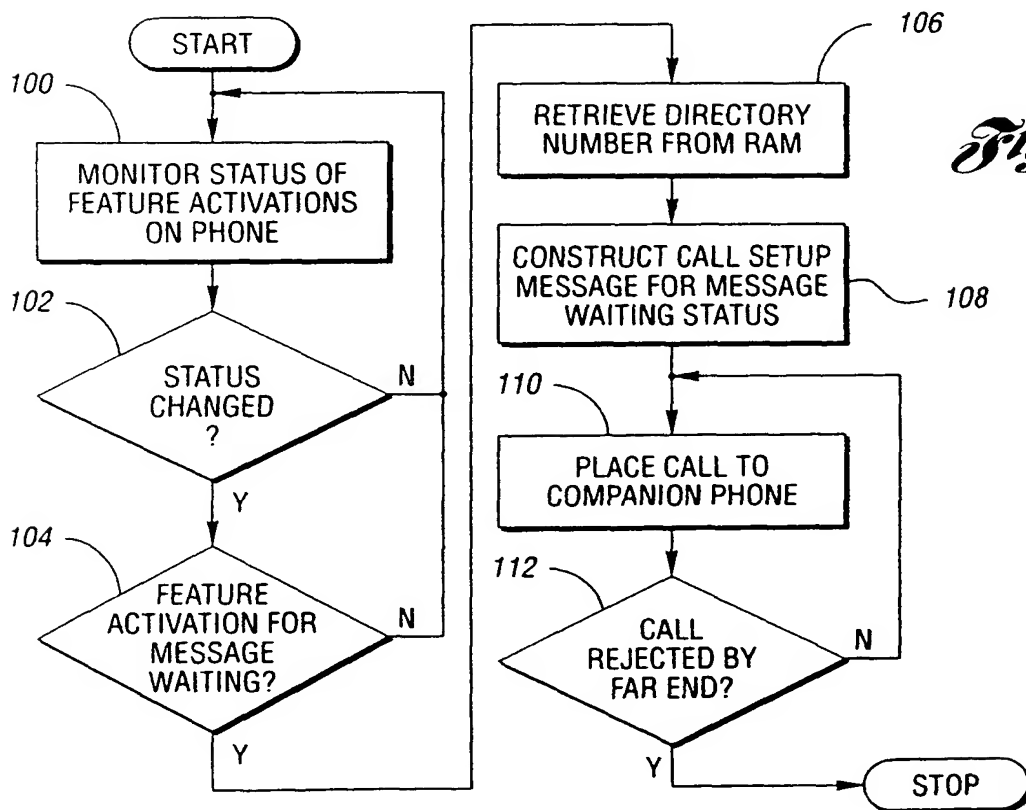 START
100
MONITOR STATUS OF
FEATURE ACTIVATIONS
ON PHONE
102
STATUS
CHANGED
?
N
Y
104
FEATURE
ACTIVATION FOR
MESSAGE
WAITING?
N
Y
106
RETRIEVE DIRECTORY
NUMBER FROM RAM
CONSTRUCT CALL SETUP
MESSAGE FOR MESSAGE
WAITING STATUS
108
110
PLACE CALL TO
COMPANION PHONE
112
CALL
REJECTED BY
FAR END?
N
Y
STOP